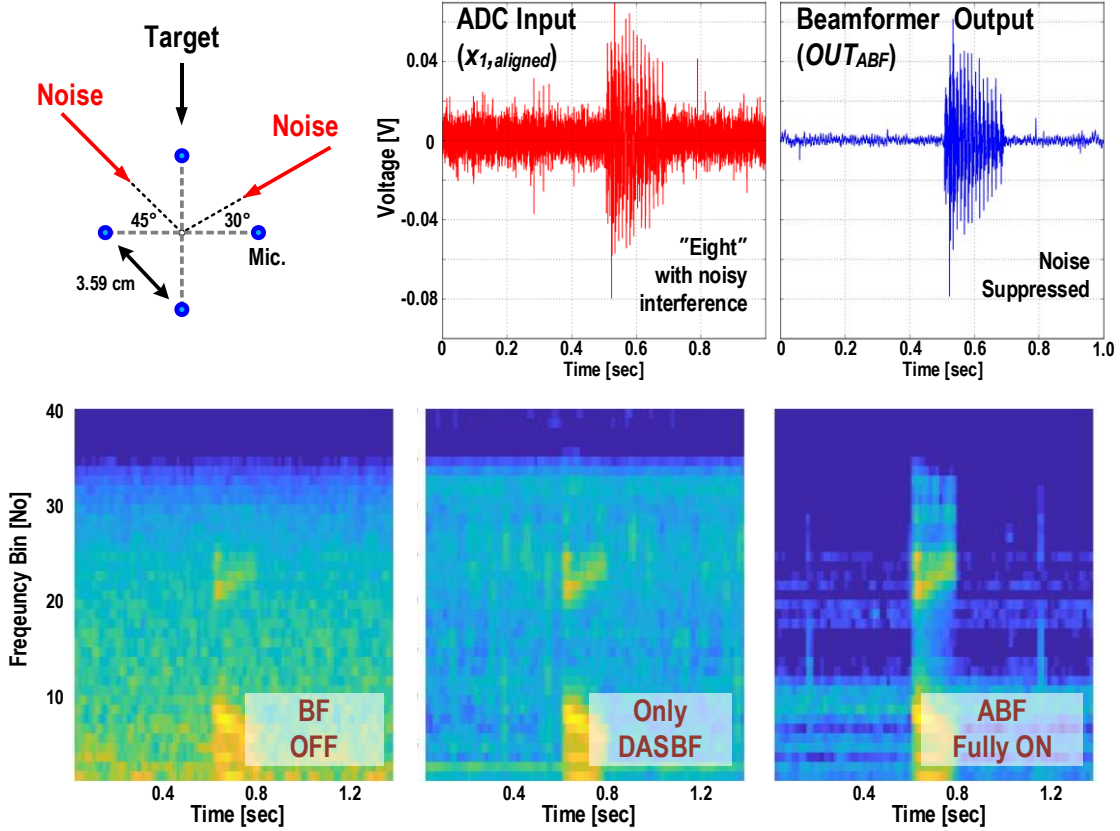 Target
Noise
Noise
45°
30°
Mic.
3.59 cm
ADC Input
(x1,aligned)
Voltage [V]
0.04
0
-0.04
-0.08
"Eight"
with noisy
interference
0
0.2
0.4
0.6
0.8
Time [sec]
Beamformer Output
(OUTABF)
Noise
Suppressed
0
0.2
0.4
0.6
0.8
1.0
Time [sec]
Freqeuncy Bin [No]
40
30
20
10
BF
OFF
0.4
0.8
1.2
Time [sec]
Only
DASBF
0.4
0.8
1.2
Time [sec]
ABF
Fully ON
0.4
0.8
1.2
Time [sec]